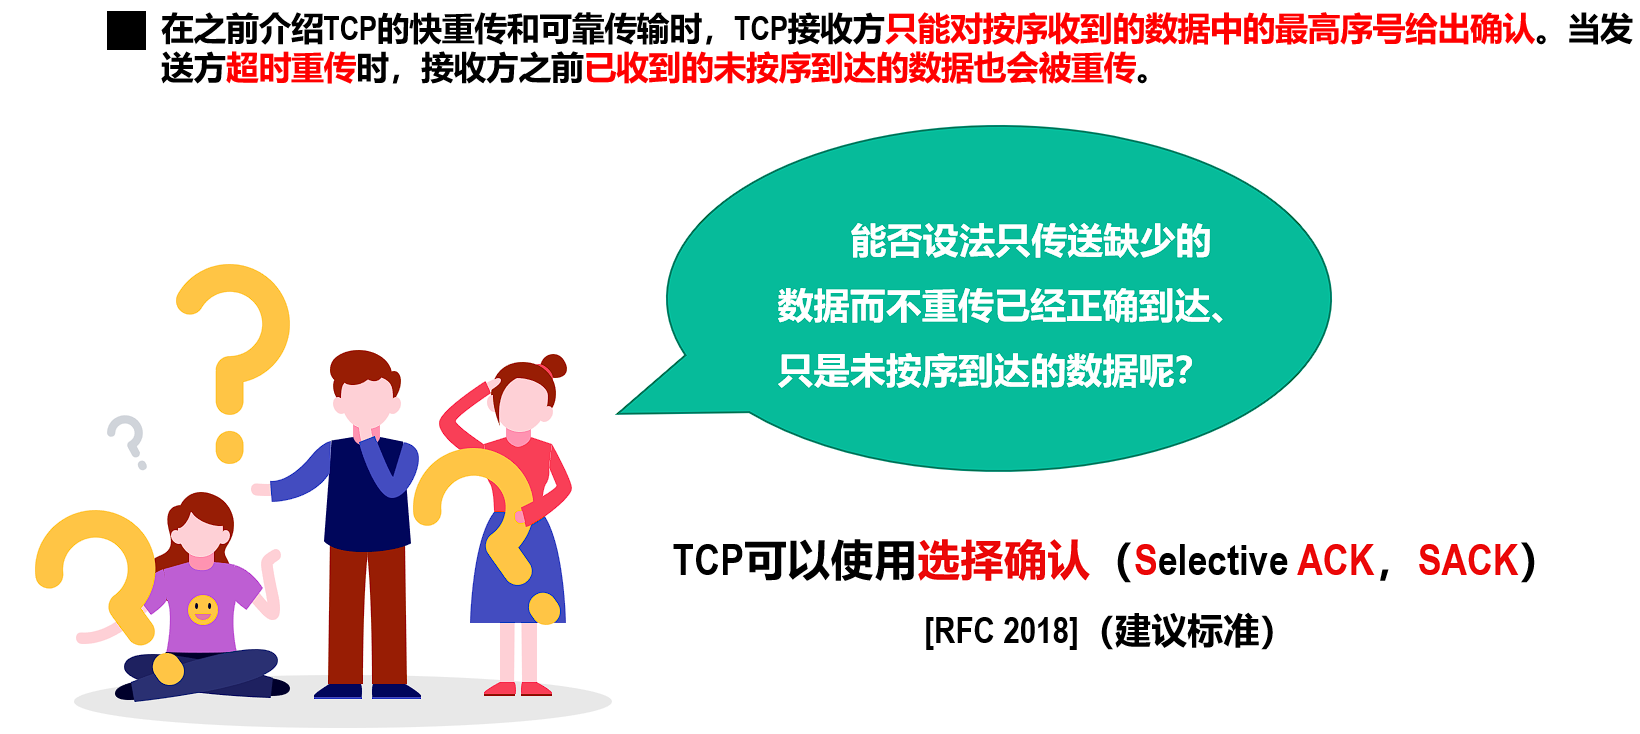 在之前介绍TCP的快重传和可靠传输时，TCP接收方只能对按序收到的数据中的最高序号给出确认。当发
送方超时重传时，接收方之前已收到的未按序到达的数据也会被重传。
能否设法只传送缺少的
数据而不重传已经正确到达、
只是未按序到达的数据呢？
TCP可以使用选择确认（Selective ACK，SACK）
[RFC 2018]（建议标准）